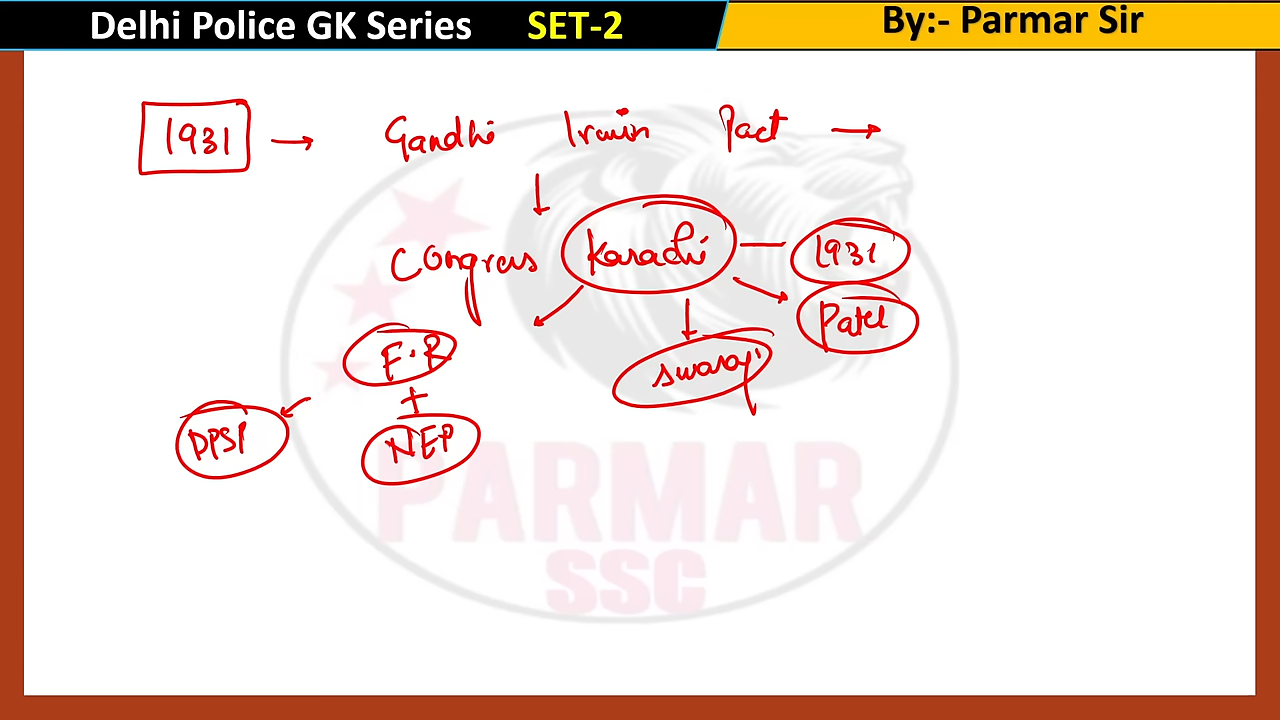 Delhi Police GK Series SET-2 By:- Parmar Sir
1931 → Gandhi Irwin Pact →
Congress Karachi 1931
Patel
F.R swaraj
+
DPSP NEP
PARMAR
SSC